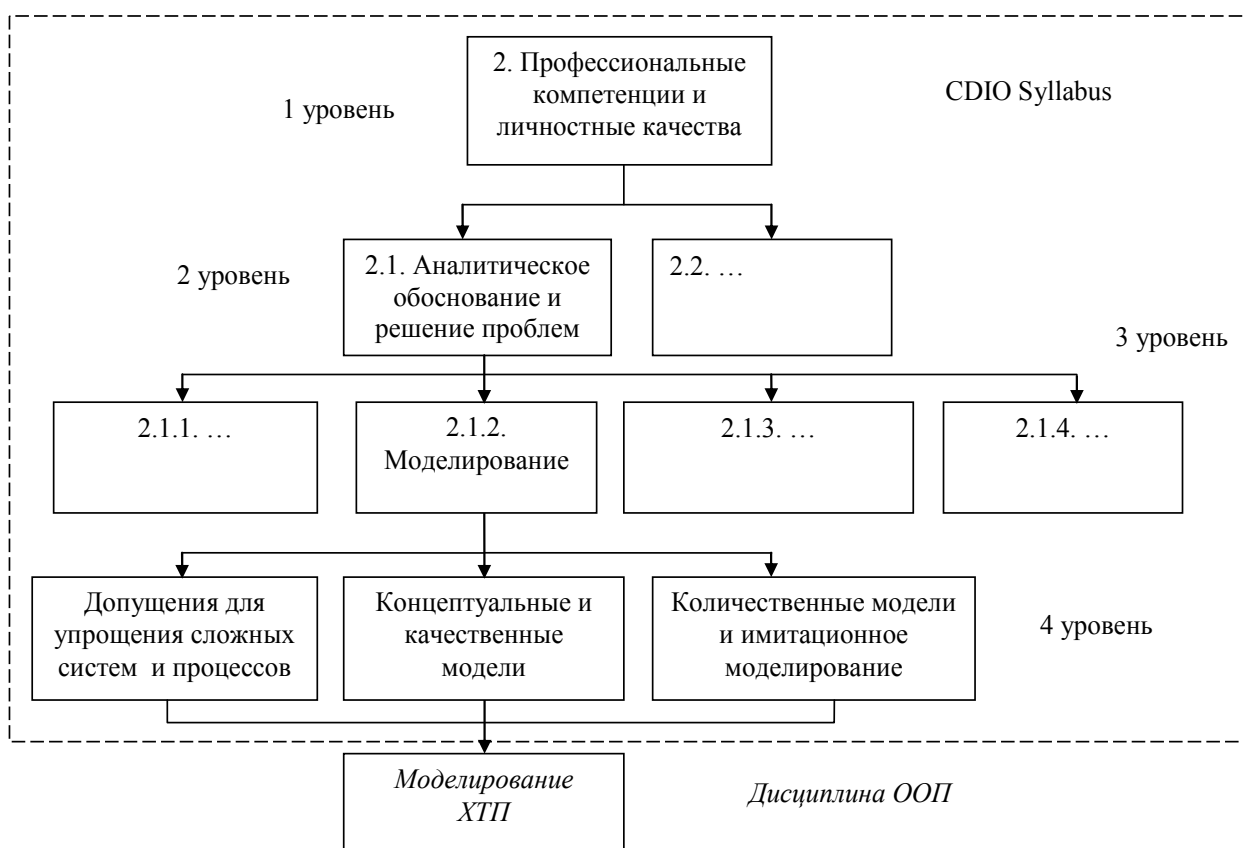 2. Профессиональные
компетенции и
личностные качества
CDIO Syllabus
1 уровень
2.1. Аналитическое
обоснование и
решение проблем
2.2. …
2 уровень
3 уровень
2.1.1. …
2.1.2.
Моделирование
2.1.3. …
2.1.4. …
Допущения для
упрощения сложных
систем и процессов
Концептуальные и
качественные
модели
Количественные модели
и имитационное
моделирование
4 уровень
Моделирование
ХТП
Дисциплина ООП